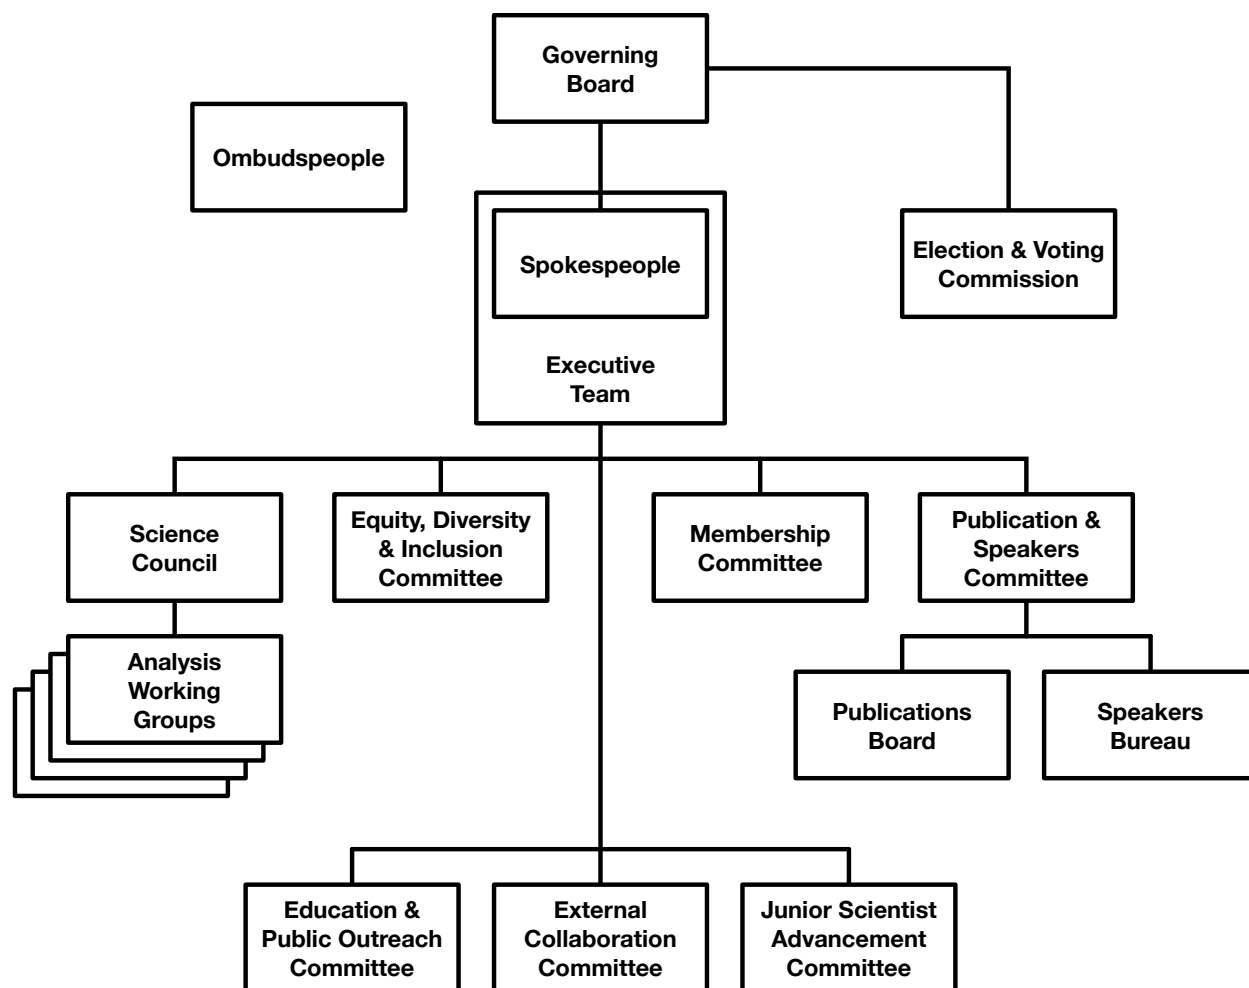 Governing
Board
Ombudspeople
Spokespeople
Election & Voting
Commission
Executive
Team
Science
Council
Equity, Diversity
& Inclusion
Committee
Membership
Committee
Publication &
Speakers
Committee
Analysis
Working
Groups
Publications
Board
Speakers
Bureau
Education &
Public Outreach
Committee
External
Collaboration
Committee
Junior Scientist
Advancement
Committee